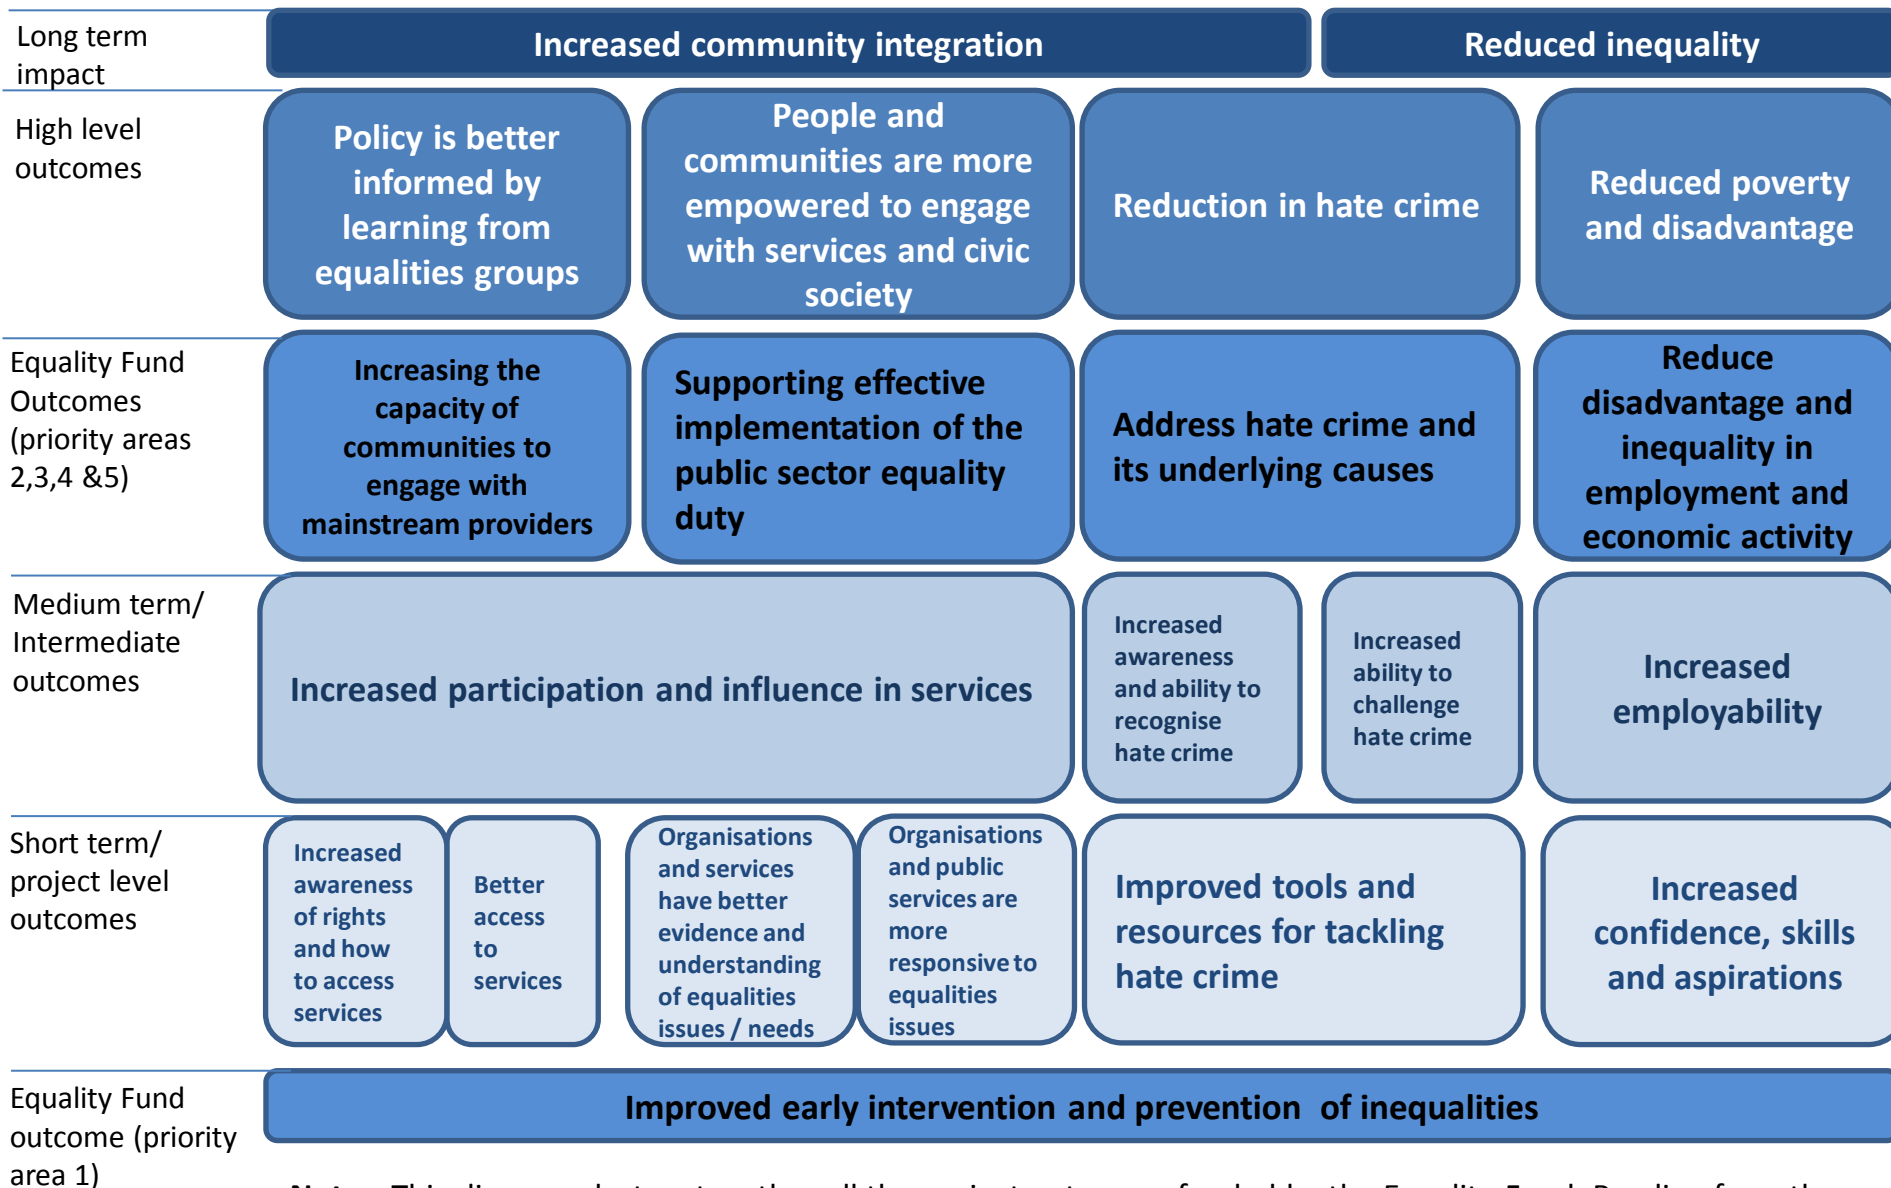 Long term
impact
Increased community integration
Reduced inequality
High level
outcomes
Policy is better
informed by
learning from
equalities groups
People and
communities are more
empowered to engage
with services and civic
society
Reduction in hate crime
Reduced poverty
and disadvantage
Equality Fund
Outcomes
(priority areas
2,3,4 &5)
Increasing the
capacity of
communities to
engage with
mainstream providers
Supporting effective
implementation of the
public sector equality
duty
Address hate crime and
its underlying causes
Reduce
disadvantage and
inequality in
employment and
economic activity
Medium term/
Intermediate
outcomes
Increased participation and influence in services
Increased
awareness
and ability to
recognise
hate crime
Increased
ability to
challenge
hate crime
Increased
employability
Short term/
project level
outcomes
Increased
awareness
of rights
and how
to access
services
Better
access
to
services
Organisations
and services
have better
evidence and
understanding
of equalities
issues / needs
Organisations
and public
services are
more
responsive to
equalities
issues
Improved tools and
resources for tackling
hate crime
Increased
confidence, skills
and aspirations
Equality Fund
outcome (priority
area 1)
Improved early intervention and prevention of inequalities